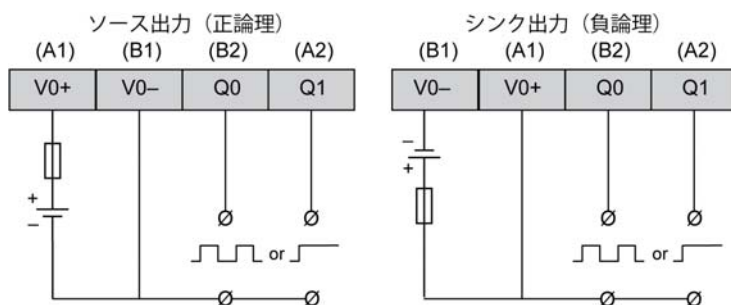 ソース出力（正論理）
(A1) (B1) (B2) (A2)
V0+ V0– Q0 Q1
+
–
or
シンク出力（負論理）
(B1) (A1) (B2) (A2)
V0– V0+ Q0 Q1
–
+
or